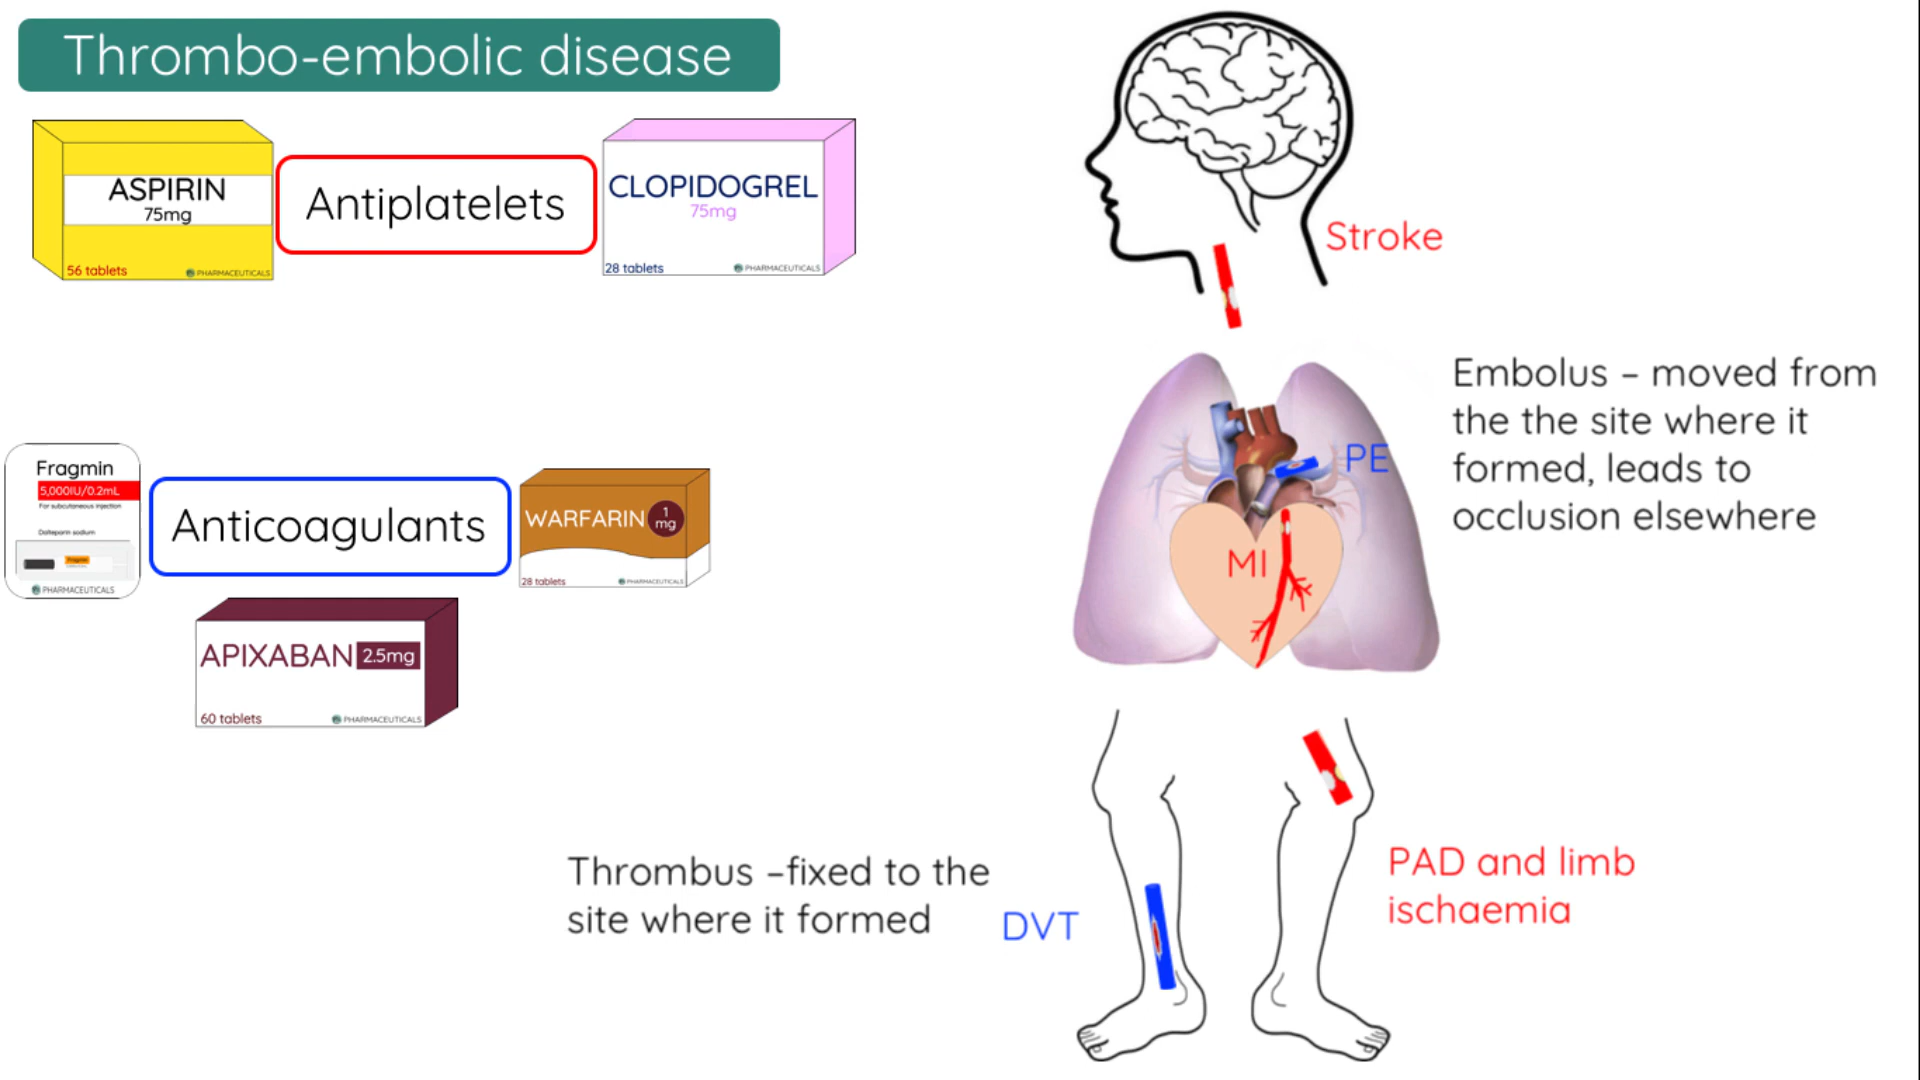 Thrombo-embolic disease
ASPIRIN
75mg
56 tablets
PHARMACEUTICALS
Antiplatelets
CLOPIDOGREL
75mg
28 tablets
PHARMACEUTICALS
Stroke
Embolus – moved from
the the site where it
formed, leads to
occlusion elsewhere
PE
MI
Fragmin
5,000IU/0.2mL
For subcutaneous injection
Dalteparin sodium
Fragmin
PHARMACEUTICALS
Anticoagulants
WARFARIN
1
mg
28 tablets
PHARMACEUTICALS
APIXABAN 2.5mg
60 tablets
PHARMACEUTICALS
Thrombus –fixed to the
site where it formed
DVT
PAD and limb
ischaemia